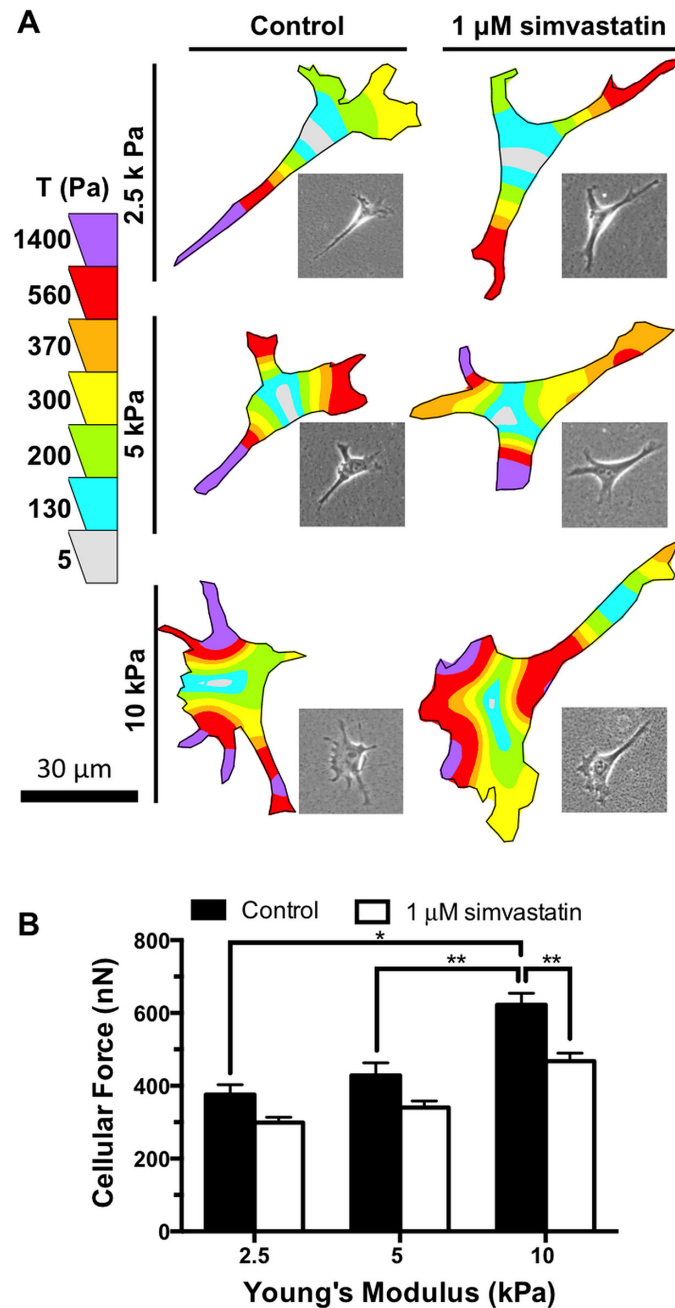 A
Control
1 µM simvastatin
T (Pa)
1400
560
370
300
200
130
5
2.5 k Pa
5 kPa
10 kPa
30 µm
B
Control
1 µM simvastatin
Cellular Force (nN)
800
600
400
200
0
*
**
**
2.5
5
10
Young's Modulus (kPa)